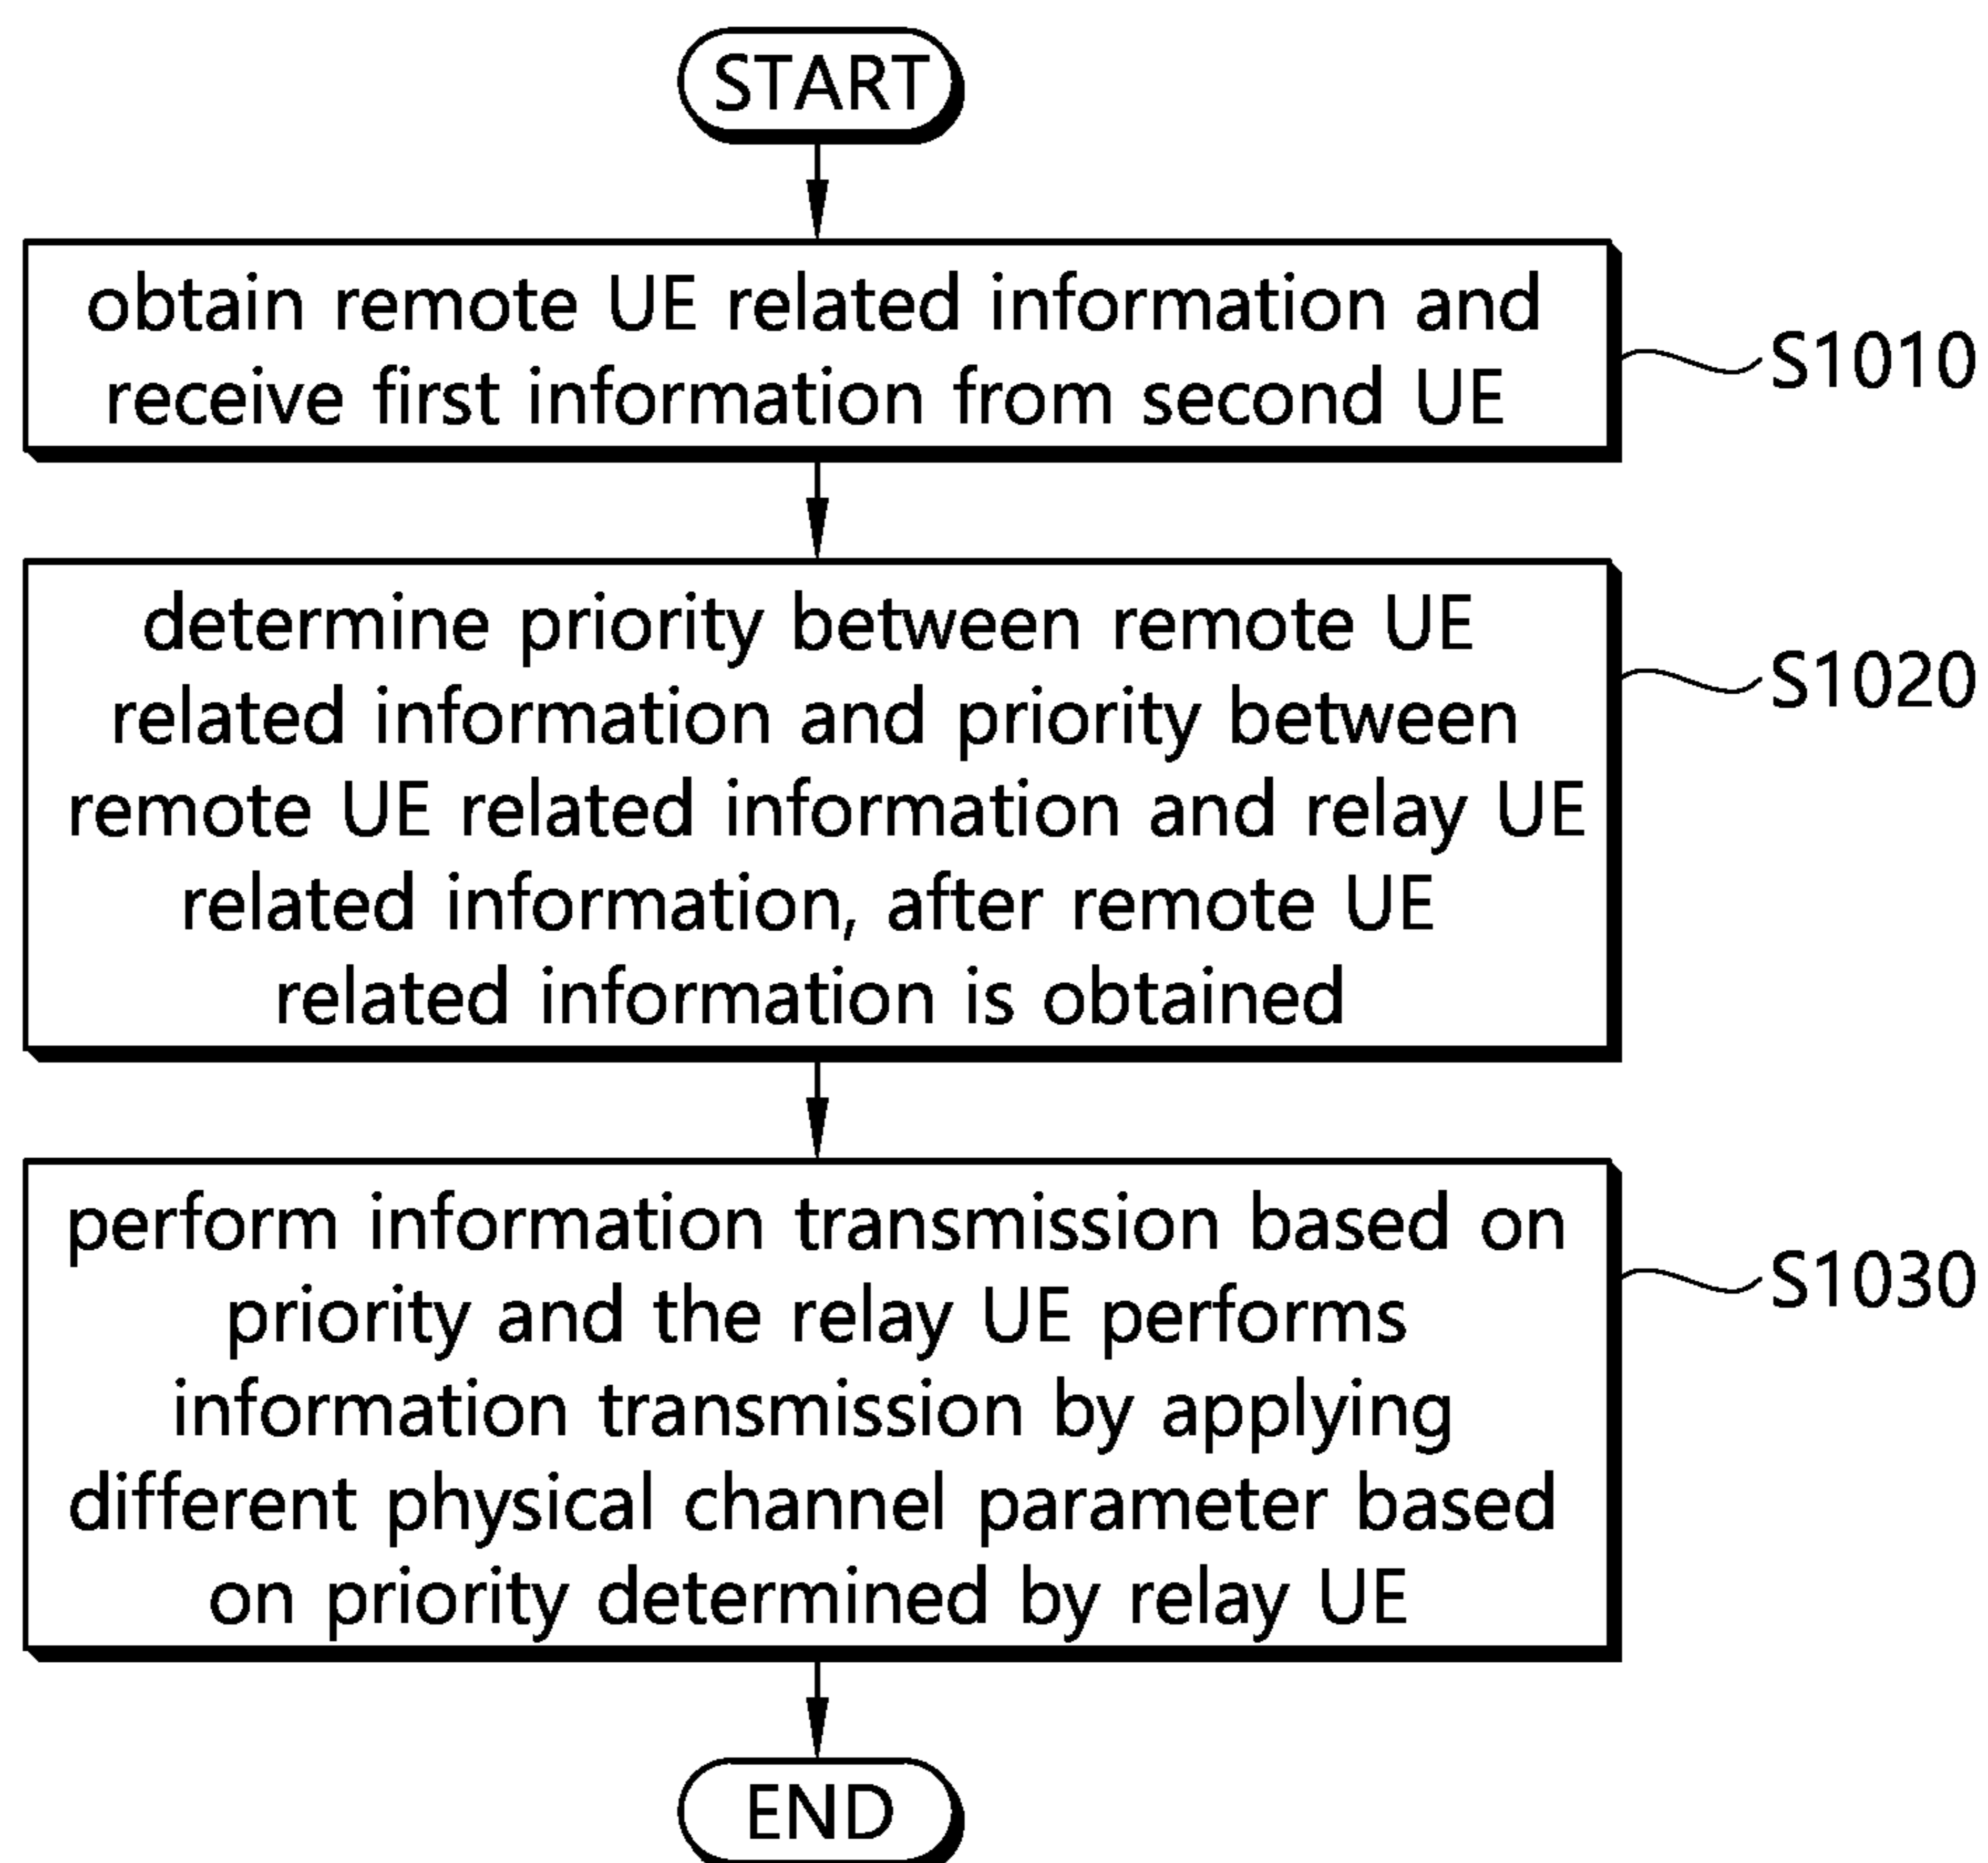 START
obtain remote UE related information and
receive first information from second UE
S1010
determine priority between remote UE
related information and priority between
remote UE related information and relay UE
related information, after remote UE
related information is obtained
S1020
perform information transmission based on
priority and the relay UE performs
information transmission by applying
different physical channel parameter based
on priority determined by relay UE
S1030
END